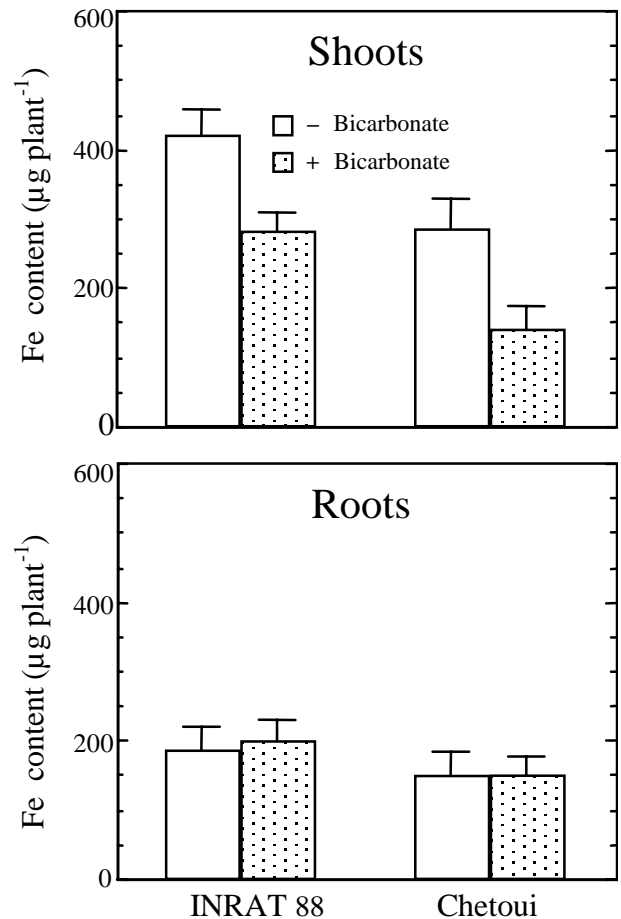 600
400
200
0
Fe content (µg plant⁻¹)
Shoots
– Bicarbonate
+ Bicarbonate
600
400
200
0
Fe content (µg plant⁻¹)
Roots
INRAT 88
Chetoui